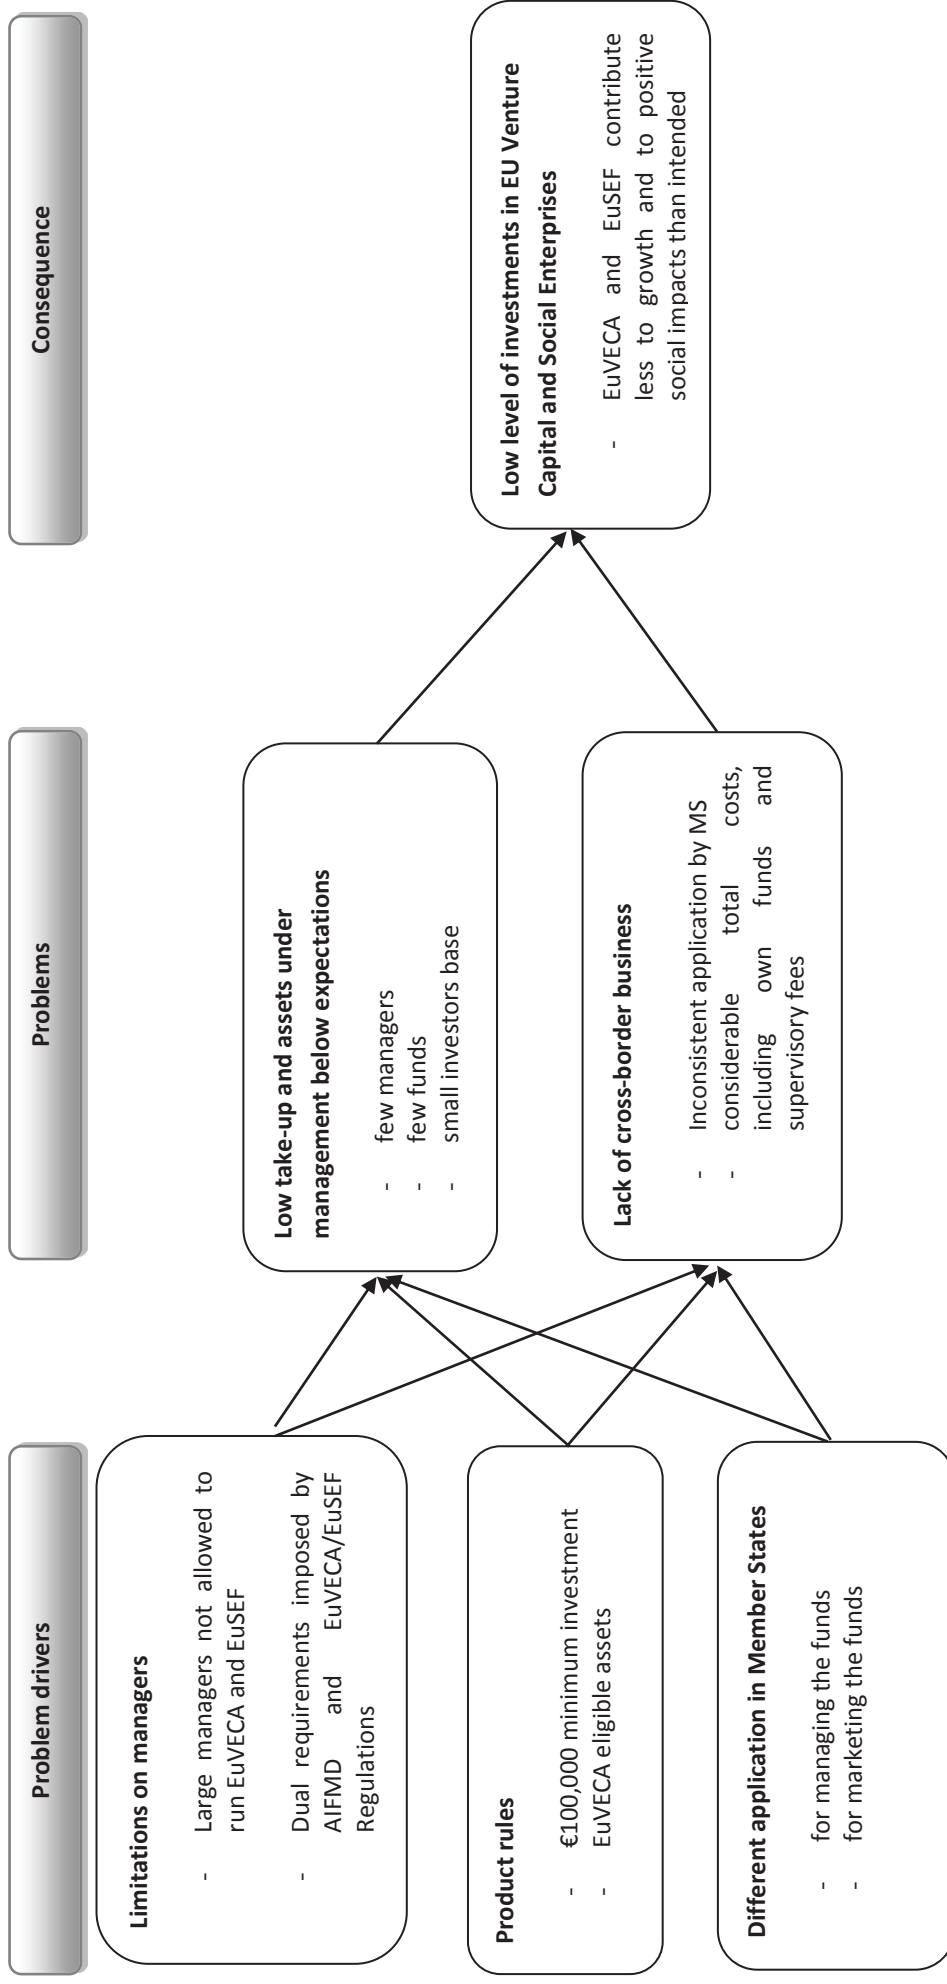 Problem drivers
Problems
Consequence
Limitations on managers
- Large managers not allowed to
run EuVECA and EuSEF
- Dual requirements imposed by
AIFMD and EuVECA/EuSEF
Regulations
Product rules
- €100,000 minimum investment
- EuVECA eligible assets
Different application in Member States
- for managing the funds
- for marketing the funds
Low take-up and assets under
management below expectations
- few managers
- few funds
- small investors base
Lack of cross-border business
- Inconsistent application by MS
- considerable total costs,
including own funds and
supervisory fees
Low level of investments in EU Venture
Capital and Social Enterprises
- EuVECA and EuSEF contribute
less to growth and to positive
social impacts than intended